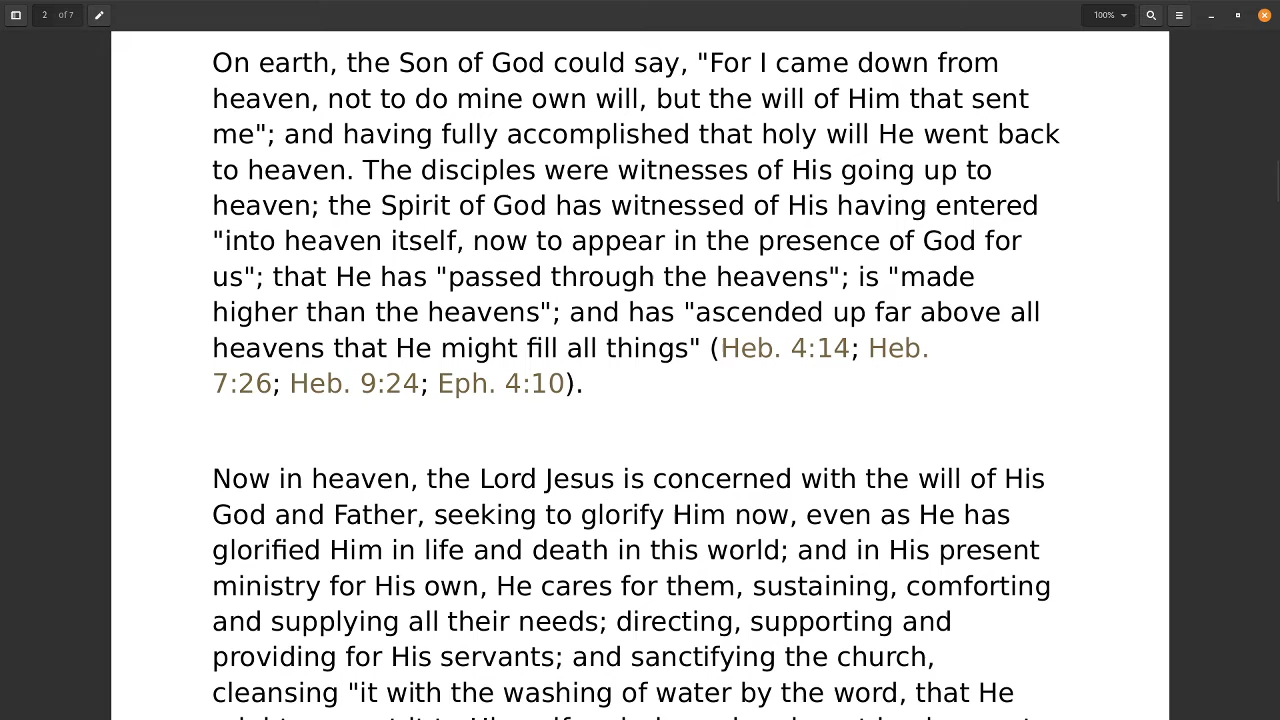 2 of 7
100%
On earth, the Son of God could say, "For I came down from
heaven, not to do mine own will, but the will of Him that sent
me"; and having fully accomplished that holy will He went back
to heaven. The disciples were witnesses of His going up to
heaven; the Spirit of God has witnessed of His having entered
"into heaven itself, now to appear in the presence of God for
us"; that He has "passed through the heavens"; is "made
higher than the heavens"; and has "ascended up far above all
heavens that He might fill all things" (Heb. 4:14; Heb.
7:26; Heb. 9:24; Eph. 4:10).
Now in heaven, the Lord Jesus is concerned with the will of His
God and Father, seeking to glorify Him now, even as He has
glorified Him in life and death in this world; and in His present
ministry for His own, He cares for them, sustaining, comforting
and supplying all their needs; directing, supporting and
providing for His servants; and sanctifying the church,
cleansing "it with the washing of water by the word, that He